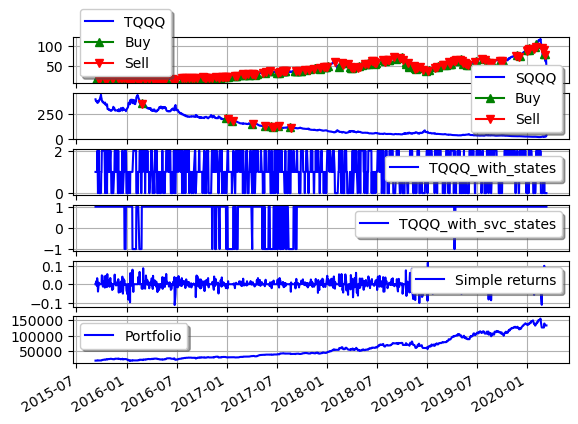 TQQQ
Buy
Sell
100
50
SQQQ
Buy
Sell
250
0
2
0
TQQQ_with_states
1
0
−1
TQQQ_with_svc_states
0.1
0.0
−0.1
Simple returns
150000
100000
50000
Portfolio
2015-07
2016-01
2016-07
2017-01
2017-07
2018-01
2018-07
2019-01
2019-07
2020-01